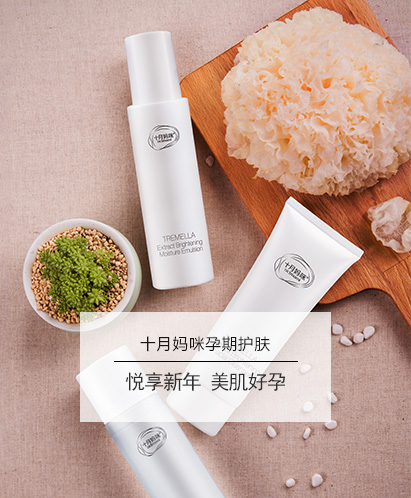 十月妈咪
TREMELLA
Extract Brightening
Moisture-Emulsion
十月妈咪
十月妈咪孕期护肤
悦享新年 美肌好孕
十月妈咪